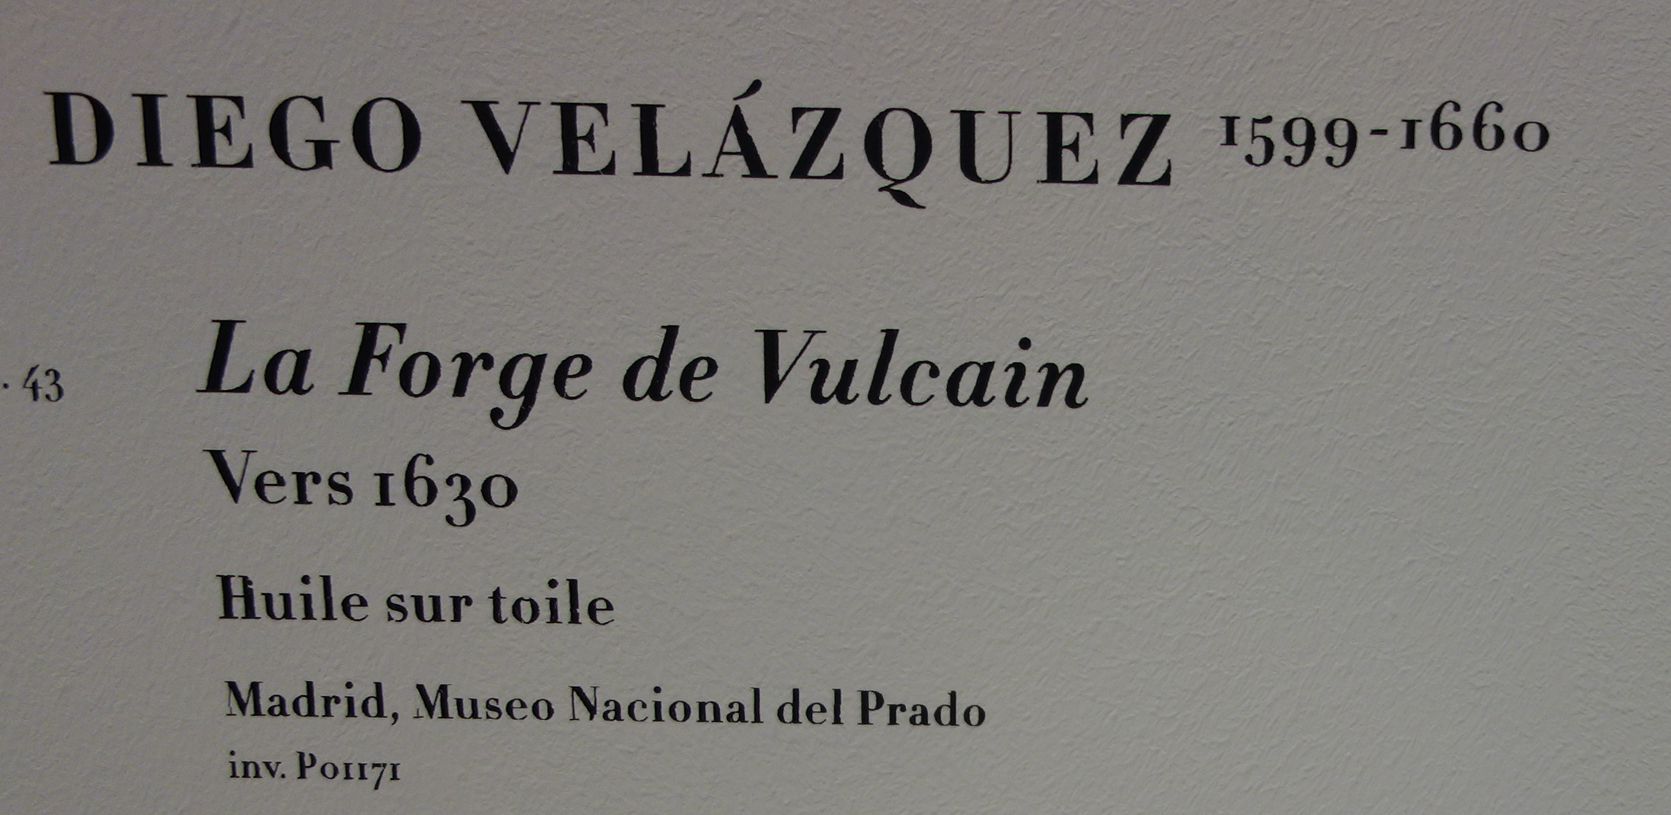 DIEGO VELÁZQUEZ 1599-1660
. 43 La Forge de Vulcain
Vers 1630
Huile sur toile
Madrid, Museo Nacional del Prado
inv. P01171